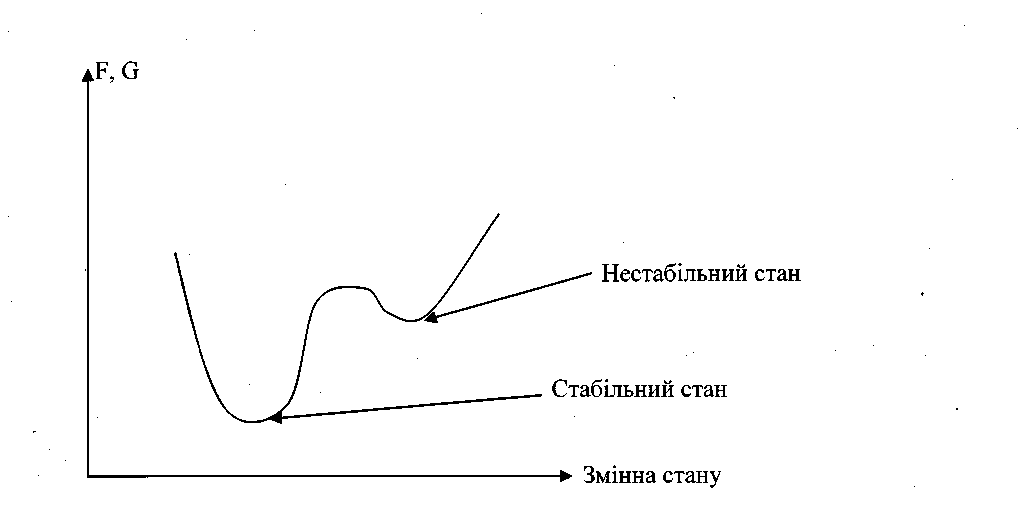 F, G
Нестабільний стан
Стабільний стан
Змінна стану